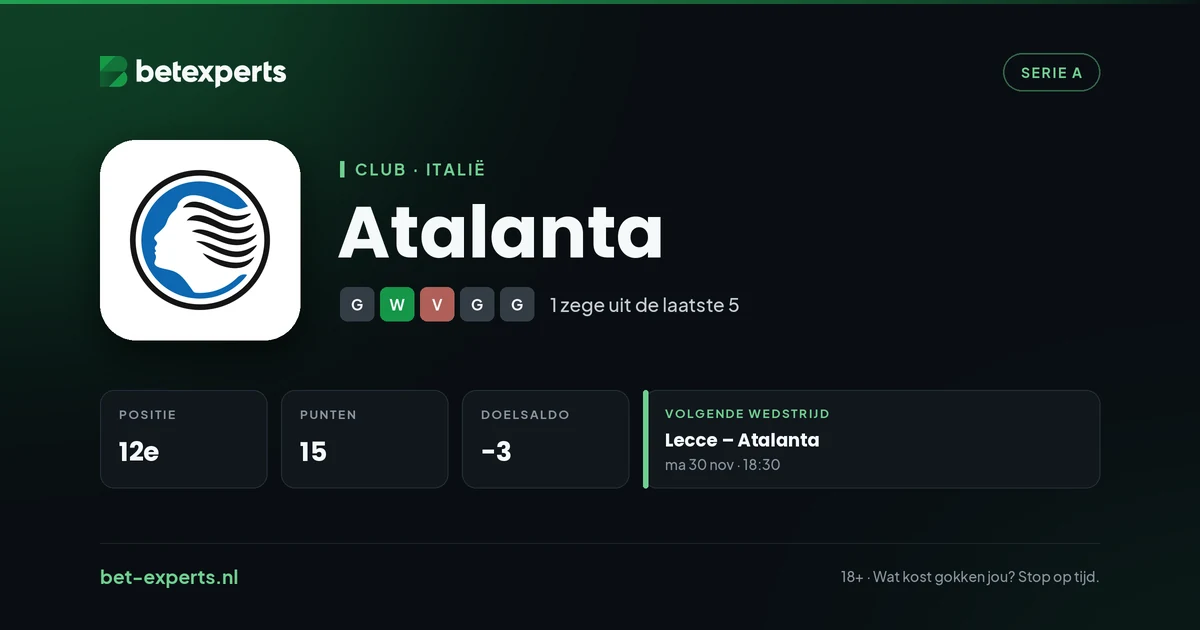 betexperts
SERIE A
CLUB · ITALIË
Atalanta
G W V G G 1 zege uit de laatste 5
POSITIE
12e
PUNTEN
15
DOELSALDO
-3
VOLGENDE WEDSTRIJD
Lecce – Atalanta
ma 30 nov · 18:30
bet-experts.nl
18+ · Wat kost gokken jou? Stop op tijd.